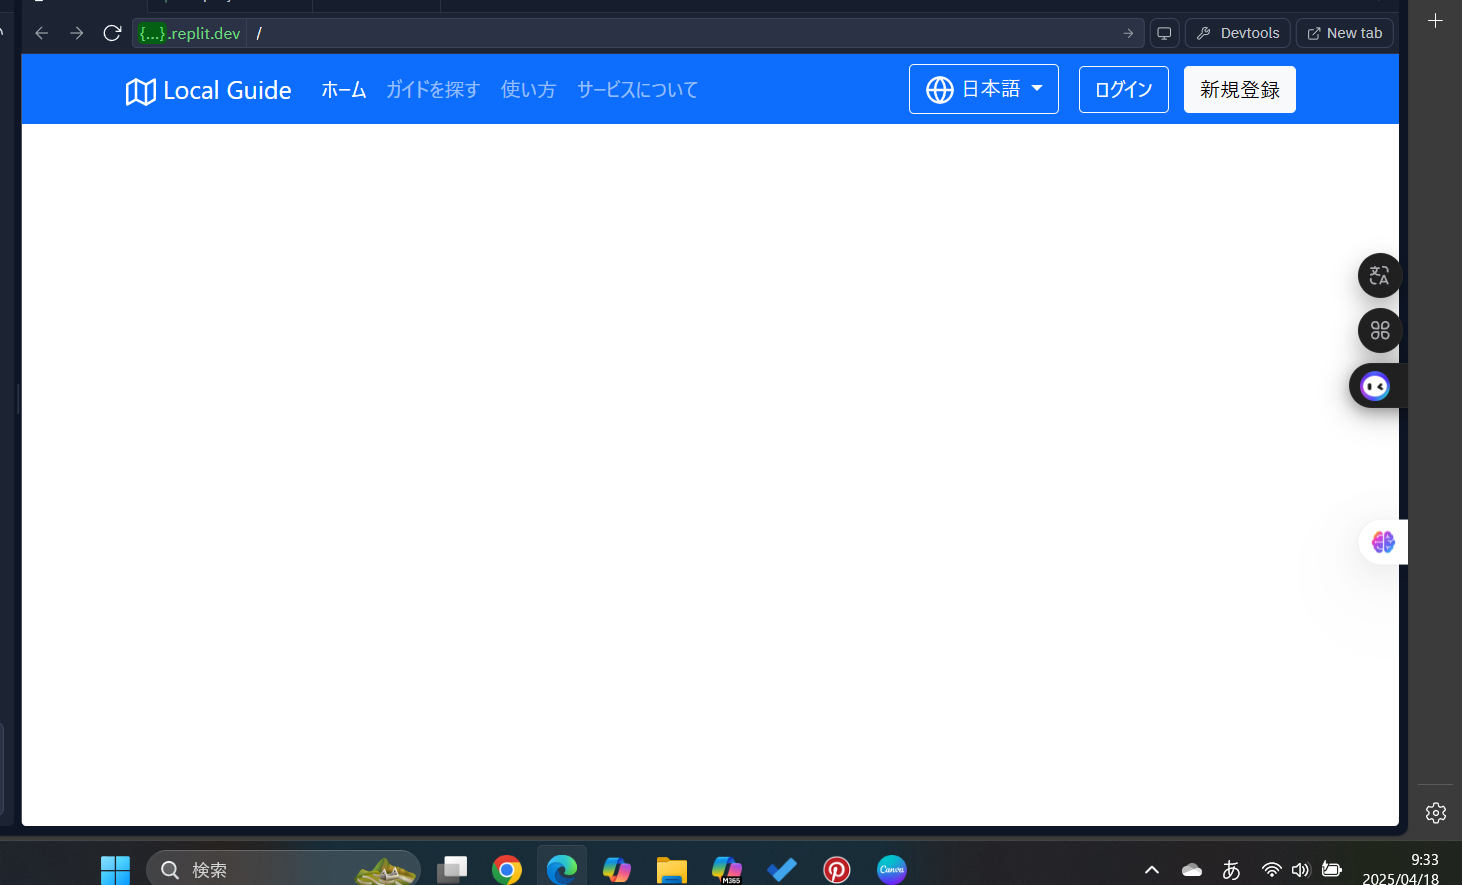 {...}.replit.dev /
Devtools
New tab
Local Guide
ホーム
ガイドを探す
使い方
サービスについて
日本語
ログイン
新規登録
検索
M365
Canva
あ
9:33
2025/04/18